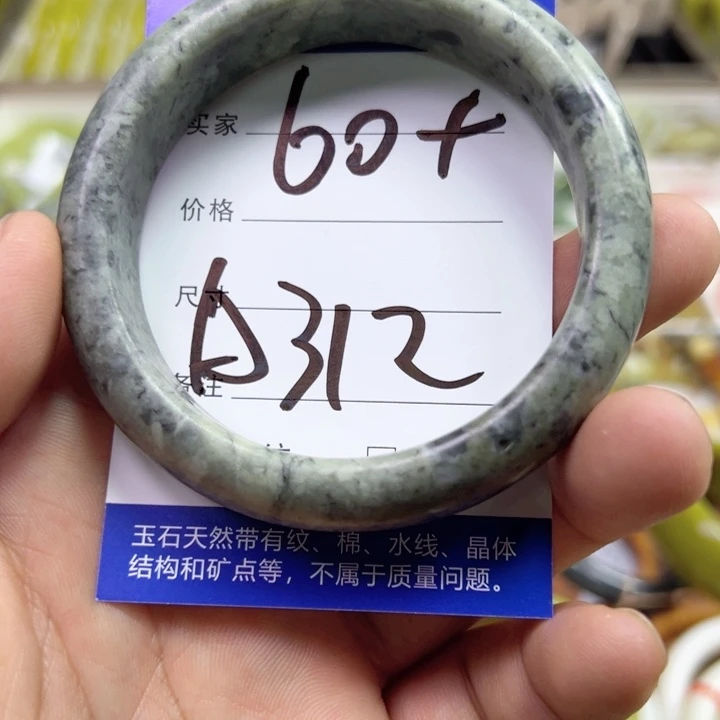 买家 60+
价格
尺寸
备注 A312
玉石天然带有纹、棉、水线、晶体
结构和矿点等，不属于质量问题。